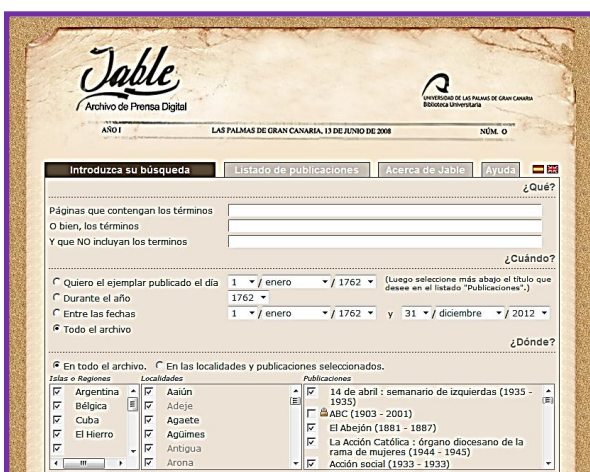 Jable
Archivo de Prensa Digital
UNIVERSIDAD DE LAS PALMAS DE GRAN CANARIA
Biblioteca Universitaria
AÑO I LAS PALMAS DE GRAN CANARIA, 13 DE JUNIO DE 2008 NÚM. O
Introduzca su búsqueda Listado de publicaciones Acerca de Jable Ayuda
¿Qué?
Páginas que contengan los términos
O bien, los términos
Y que NO incluyan los terminos
¿Cuándo?
Quiero el ejemplar publicado el día 1 / enero / 1762 (Luego seleccione más abajo el título que
desee en el listado "Publicaciones".)
Durante el año 1762
Entre las fechas 1 / enero / 1762 y 31 / diciembre / 2012
Todo el archivo
¿Dónde?
En todo el archivo. En las localidades y publicaciones seleccionados.
Islas o Regiones Localidades Publicaciones
Argentina Aaiún 14 de abril : semanario de izquierdas (1935 -
1935)
Bélgica Adeje ABC (1903 - 2001)
Cuba Agaete El Abejón (1881 - 1887)
El Hierro Agüimes La Acción Católica : órgano diocesano de la
rama de mujeres (1944 - 1945)
Antigua
Arona Acción social (1933 - 1933)